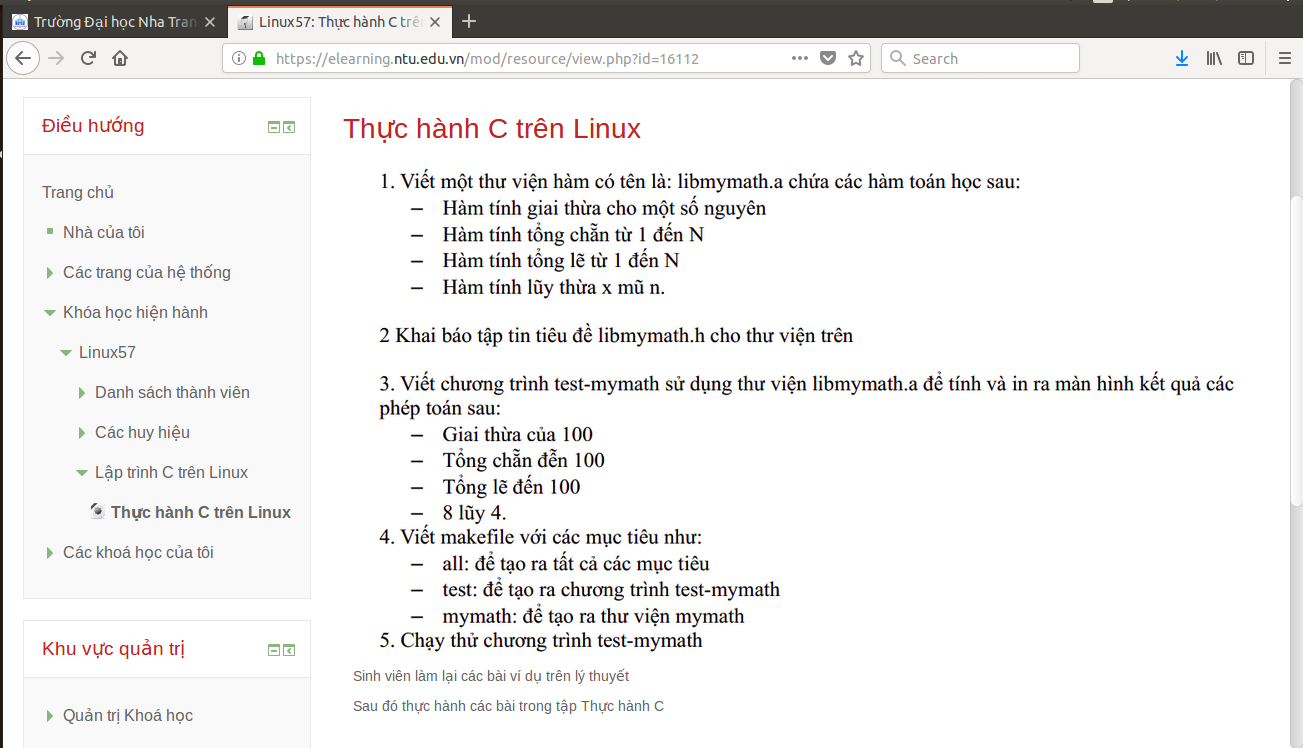 Trường Đại học Nha Tran
Linux57: Thực hành C trê
https://elearning.ntu.edu.vn/mod/resource/view.php?id=16112
Search
Điều hướng
Trang chủ
Nhà của tôi
Các trang của hệ thống
Khóa học hiện hành
Linux57
Danh sách thành viên
Các huy hiệu
Lập trình C trên Linux
Thực hành C trên Linux
Các khoá học của tôi
Khu vực quản trị
Quản trị Khoá học
Thực hành C trên Linux
1. Viết một thư viện hàm có tên là: libmymath.a chứa các hàm toán học sau:
– Hàm tính giai thừa cho một số nguyên
– Hàm tính tổng chẵn từ 1 đến N
– Hàm tính tổng lẽ từ 1 đến N
– Hàm tính lũy thừa x mũ n.
2 Khai báo tập tin tiêu đề libmymath.h cho thư viện trên
3. Viết chương trình test-mymath sử dụng thư viện libmymath.a để tính và in ra màn hình kết quả các
phép toán sau:
– Giai thừa của 100
– Tổng chẵn đễn 100
– Tổng lẽ đến 100
– 8 lũy 4.
4. Viết makefile với các mục tiêu như:
– all: để tạo ra tất cả các mục tiêu
– test: để tạo ra chương trình test-mymath
– mymath: để tạo ra thư viện mymath
5. Chạy thử chương trình test-mymath
Sinh viên làm lại các bài ví dụ trên lý thuyết
Sau đó thực hành các bài trong tập Thực hành C